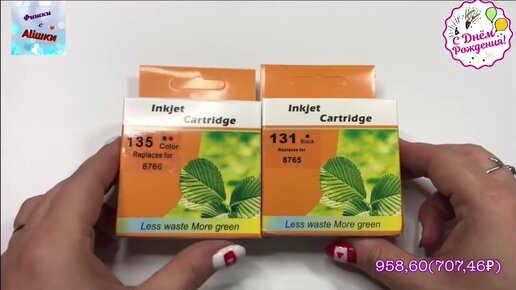 Фишки
с
Aliшки
С Днём
Рождения!
Inkjet
Cartridge
135 Color
Replaces for
8766
Less waste More green
Inkjet
Cartridge
131 Black
Replaces for
8765
Less waste More green
958,60(707,46₽)